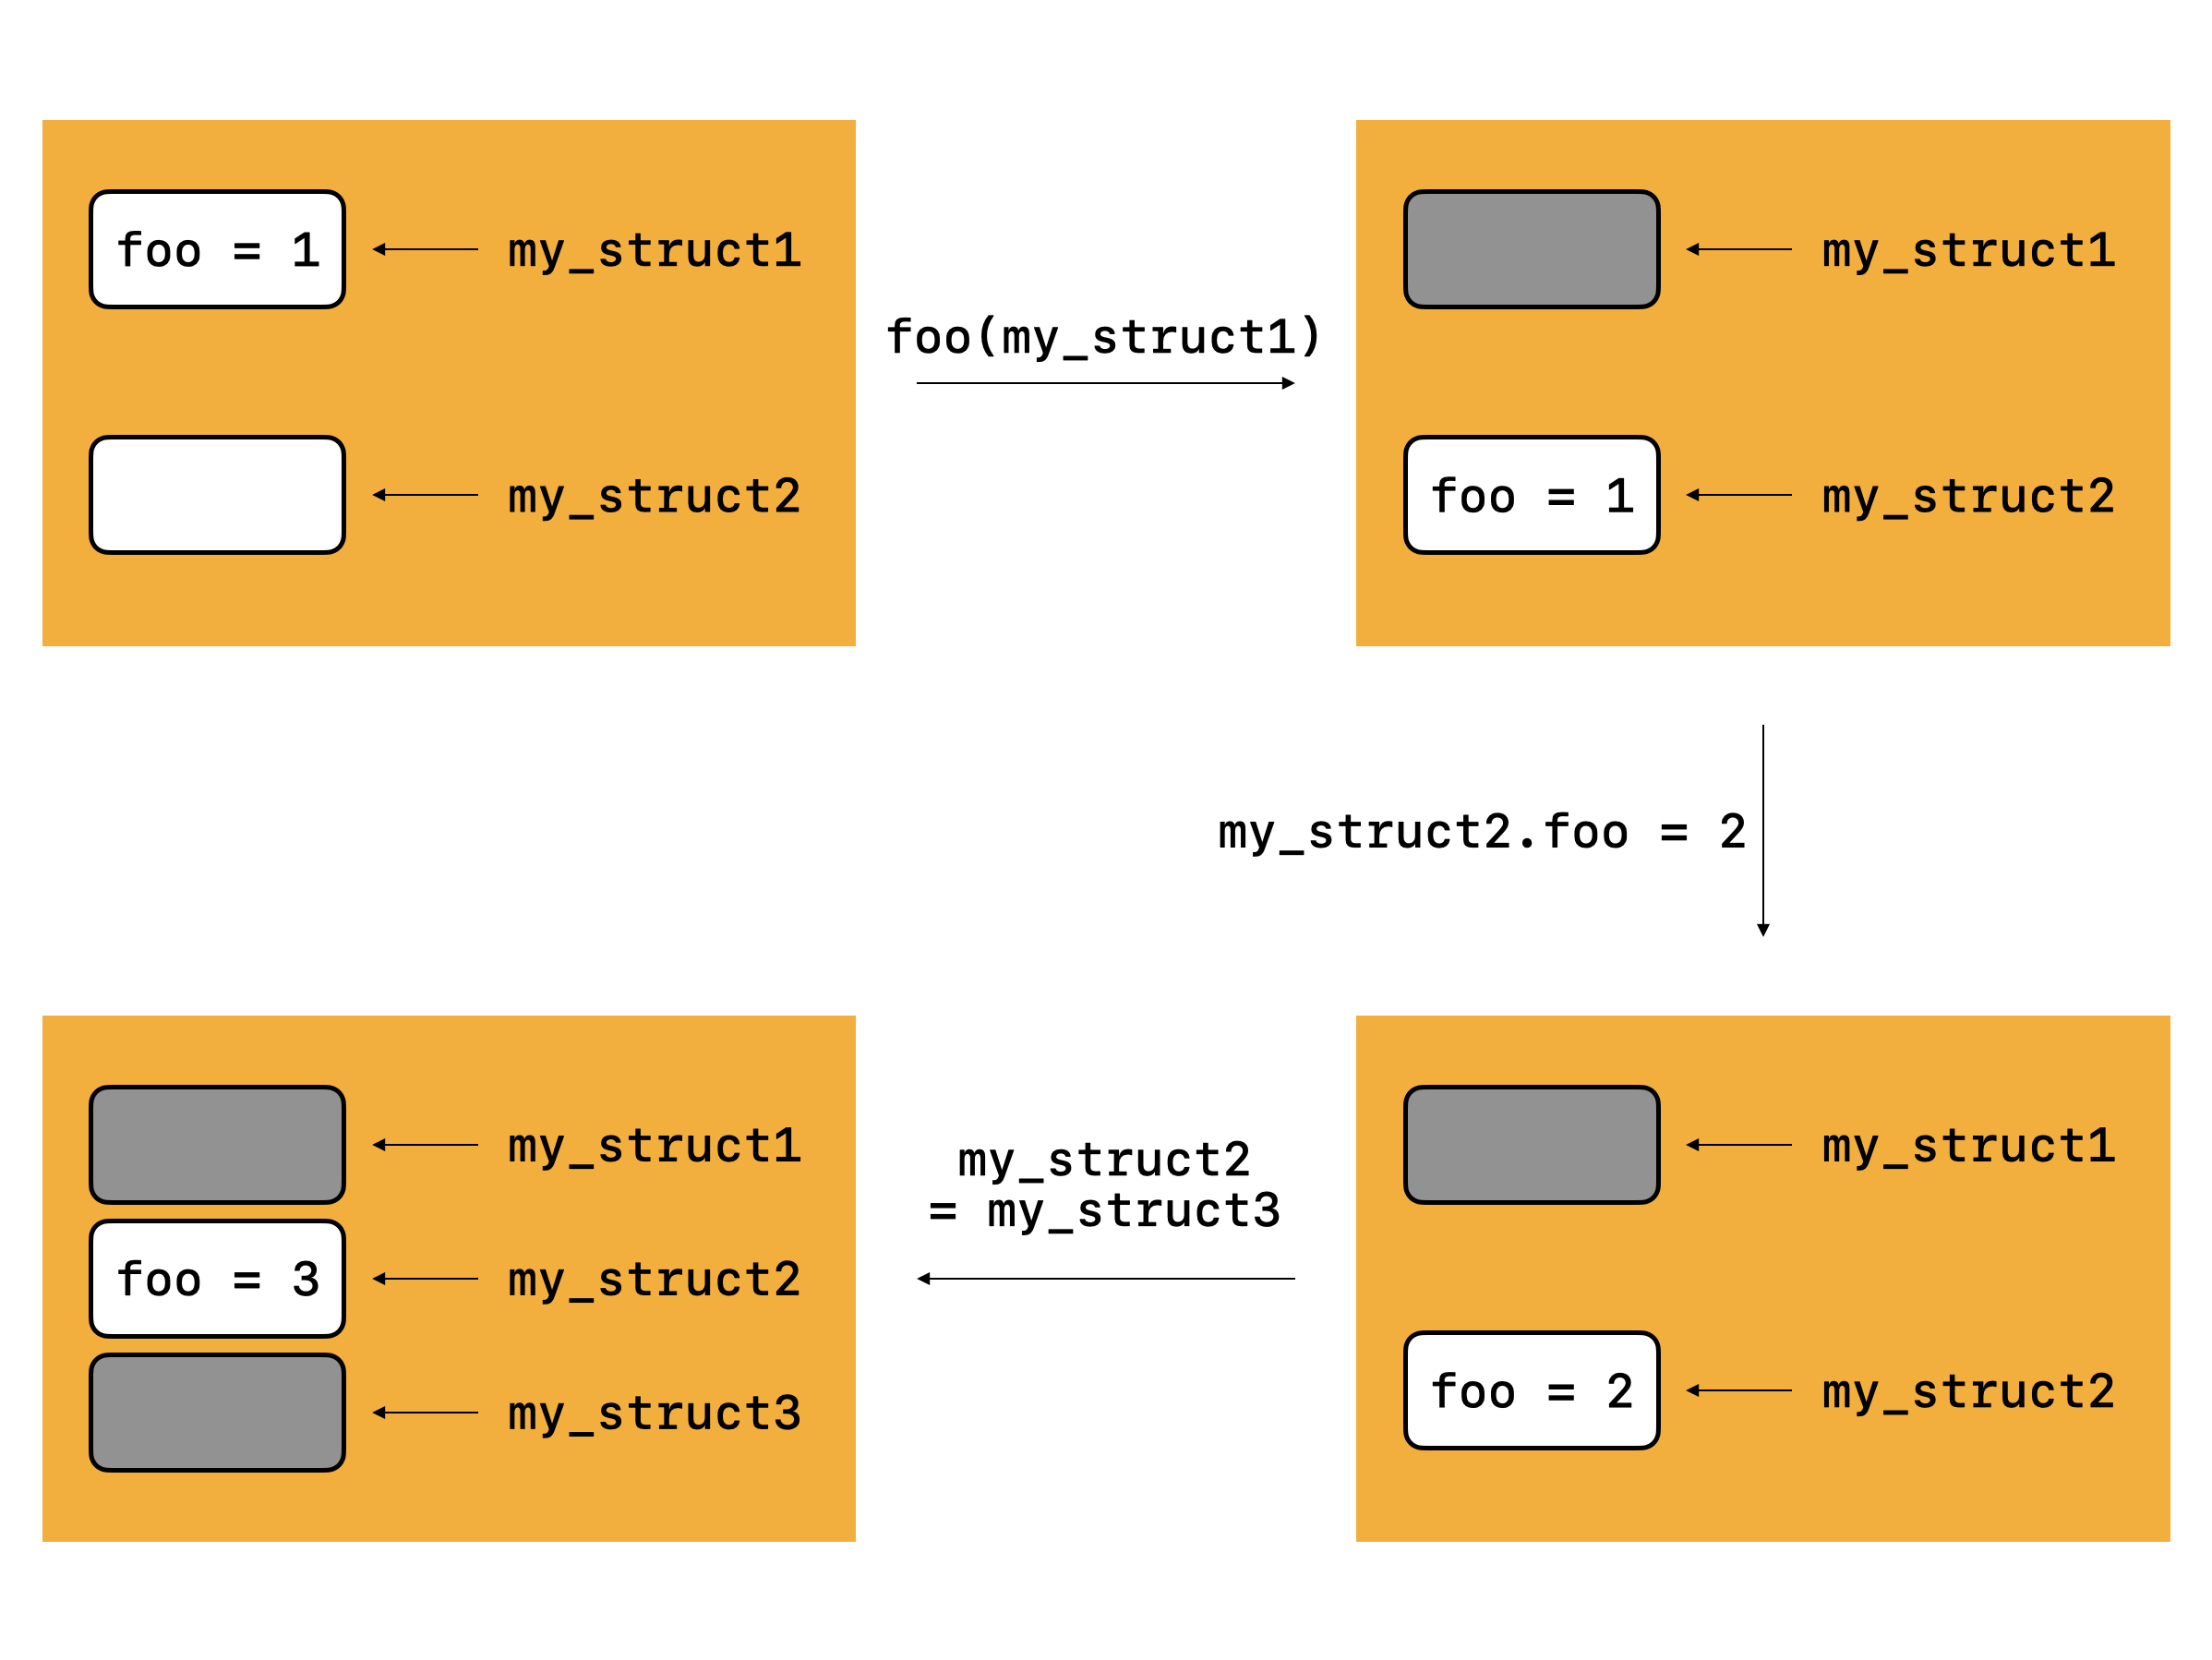 foo = 1
my_struct1
my_struct2
foo(my_struct1)
my_struct1
foo = 1
my_struct2
my_struct2.foo = 2
my_struct1
foo = 2
my_struct2
my_struct2
= my_struct3
my_struct1
foo = 3
my_struct2
my_struct3